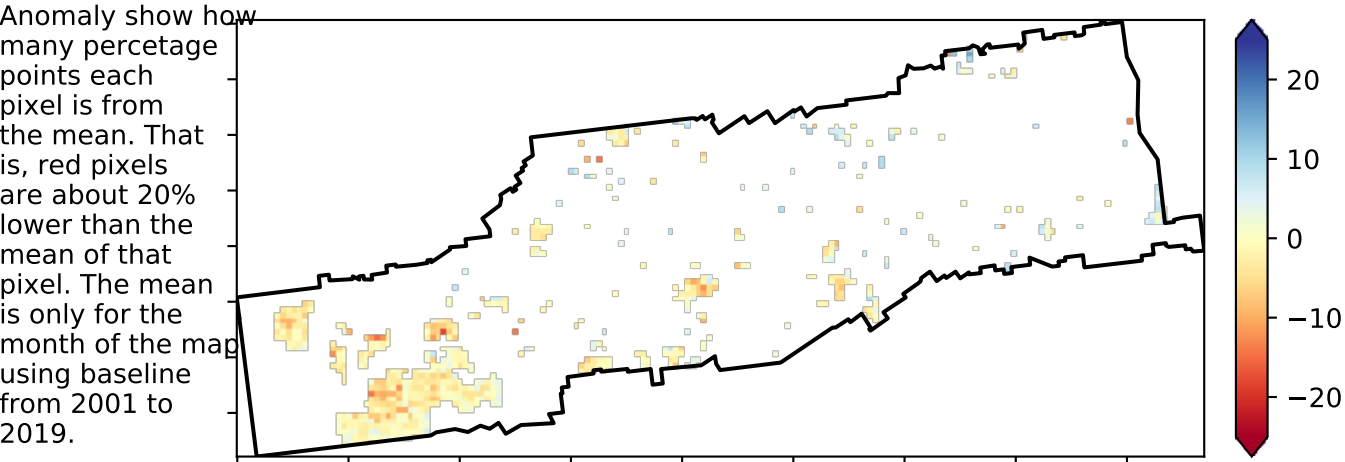 Anomaly show how
many percetage
points each
pixel is from
the mean. That
is, red pixels
are about 20%
lower than the
mean of that
pixel. The mean
is only for the
month of the map
using baseline
from 2001 to
2019.
20
10
0
−10
−20